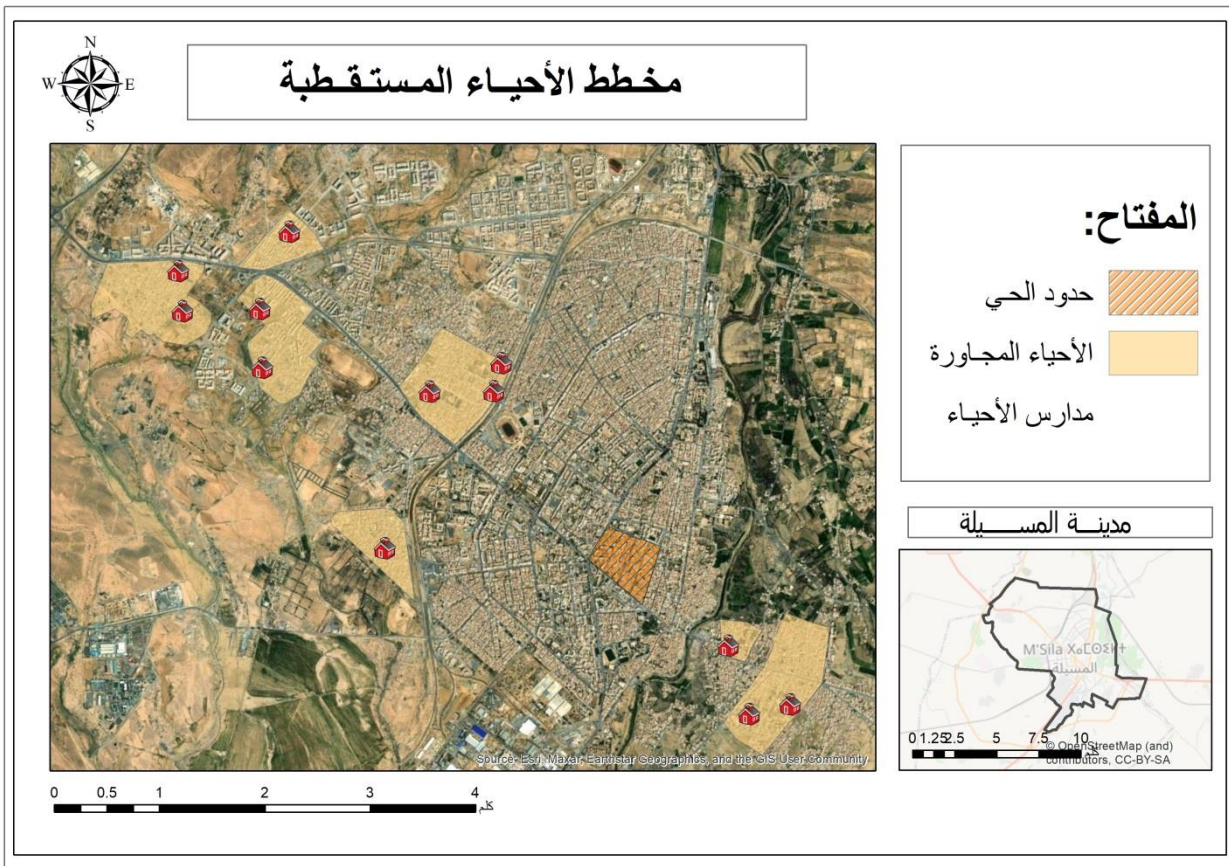 N
W E
S
مخطط الأحياء المستقطبة
المفتاح:
حدود الحي
الأحياء المجاورة
مدارس الأحياء
مدينة المسيلة
M'Sila
المسيلة
0 1.25 2.5 5 7.5 10
كلم
© OpenStreetMap (and)
contributors, CC-BY-SA
Source: Esri, Maxar, Earthstar Geographics, and the GIS User Community
0 0.5 1 2 3 4
كلم